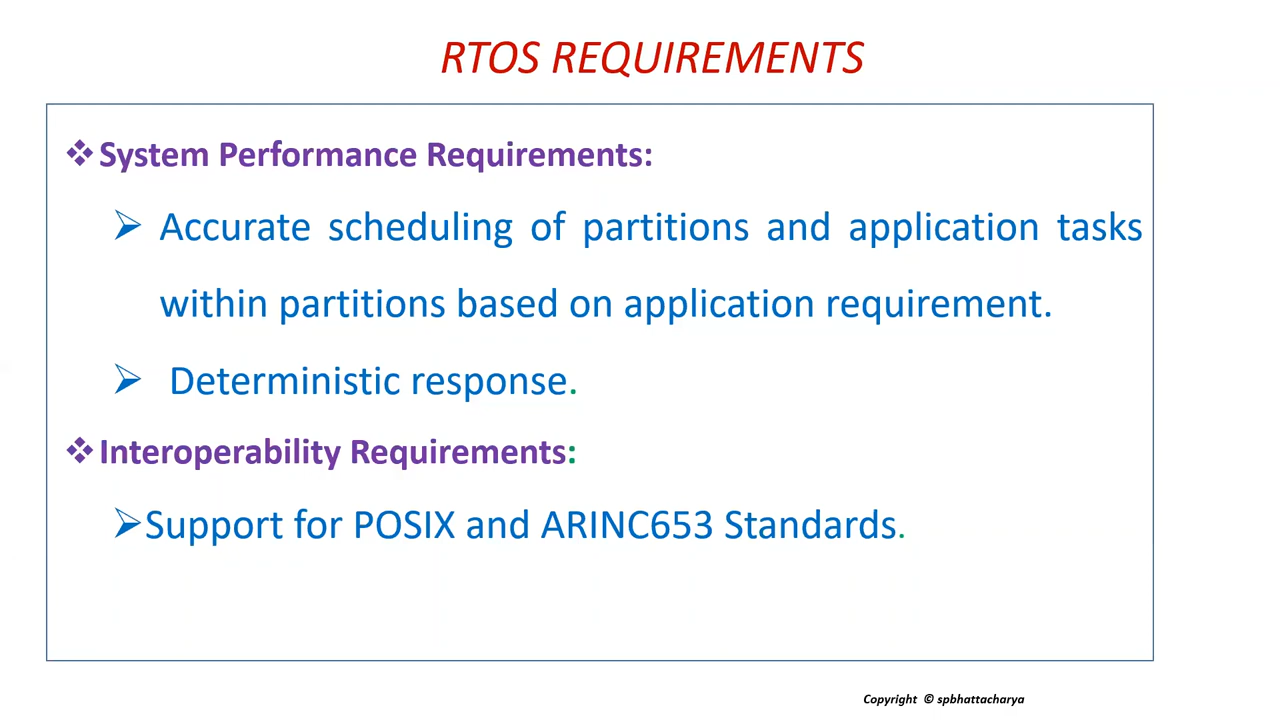 RTOS REQUIREMENTS
❖System Performance Requirements:
➢ Accurate scheduling of partitions and application tasks
within partitions based on application requirement.
➢ Deterministic response.
❖Interoperability Requirements:
➢Support for POSIX and ARINC653 Standards.
Copyright © spbhattacharya